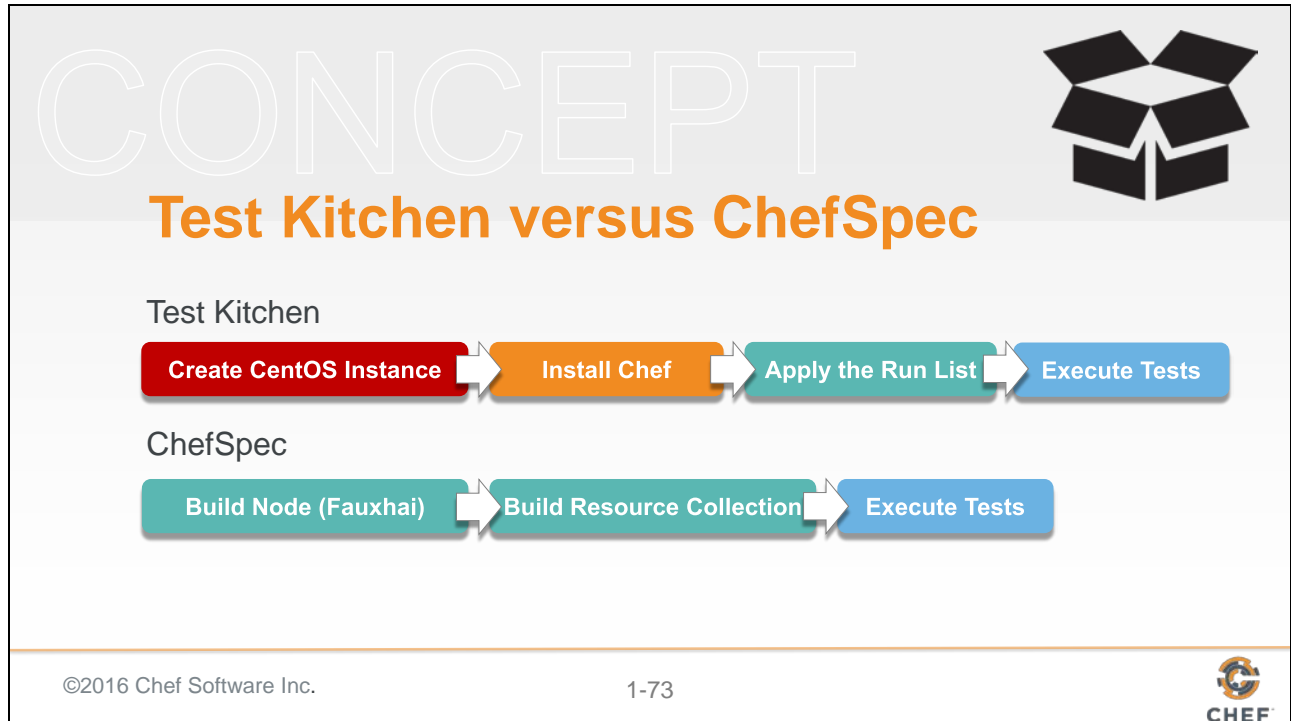 CONCEPT
Test Kitchen versus ChefSpec
Test Kitchen
Create CentOS Instance Install Chef Apply the Run List Execute Tests
ChefSpec
Build Node (Fauxhai) Build Resource Collection Execute Tests
©2016 Chef Software Inc. 1-73
CHEF